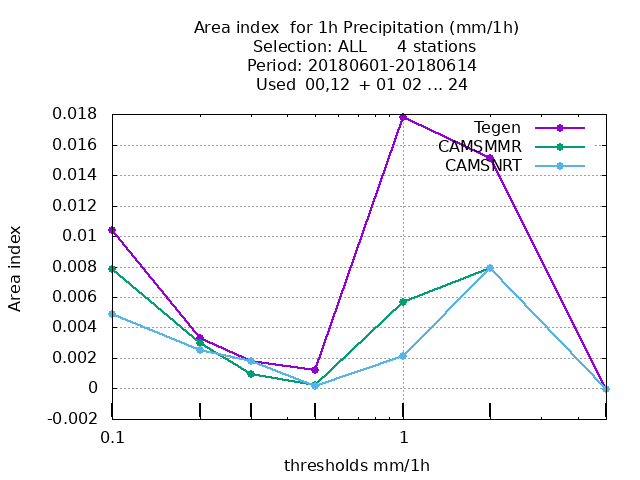 Area index  for 1h Precipitation (mm/1h)
Selection: ALL      4 stations
Period: 20180601-20180614
Used  00,12  + 01 02 ... 24
0.018
0.016
0.014
0.012
0.01
0.008
0.006
0.004
0.002
0
-0.002
Area index
Tegen
CAMSMMR
CAMSNRT
0.1
1
thresholds mm/1h